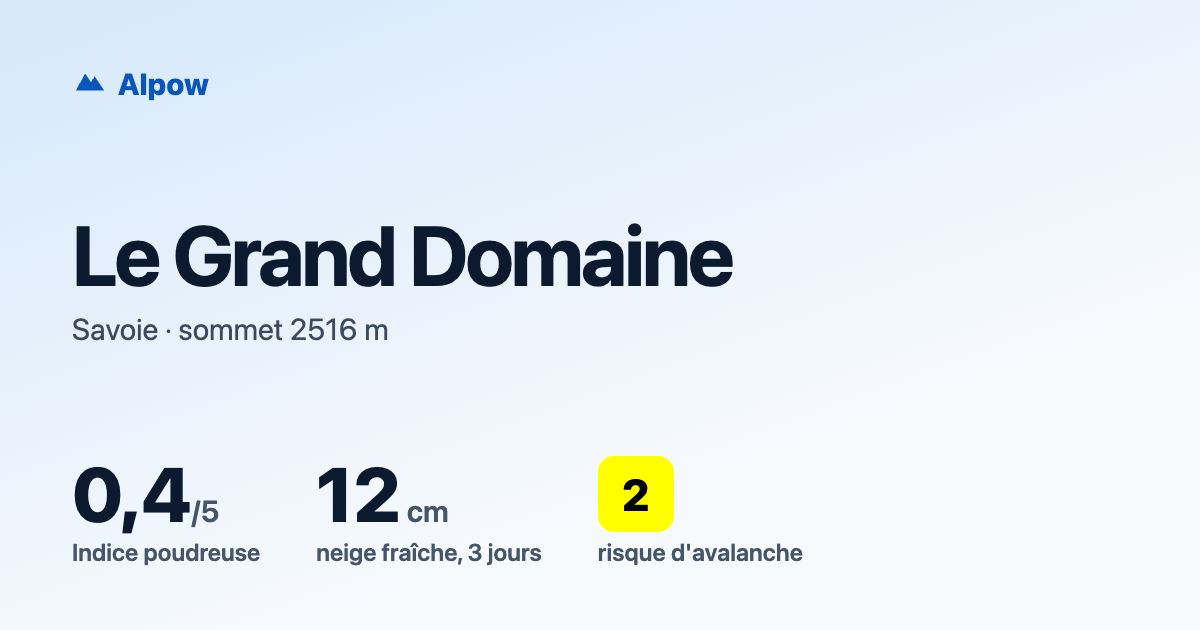 Alpow
Le Grand Domaine
Savoie · sommet 2516 m
0,4/5
Indice poudreuse
12 cm
neige fraîche, 3 jours
2
risque d'avalanche